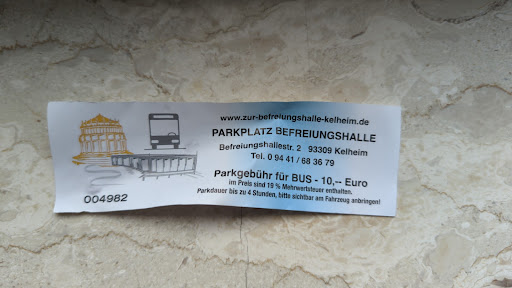 www.zur-befreiungshalle-kelheim.de
PARKPLATZ BEFREIUNGSHALLE
Befreiungshallestr. 2 93309 Kelheim
Tel. 0 94 41 / 68 36 79
Parkgebühr für BUS - 10,-- Euro
im Preis sind 19 % Mehrwertsteuer enthalten.
Parkdauer bis zu 4 Stunden, bitte sichtbar am Fahrzeug anbringen!
004982